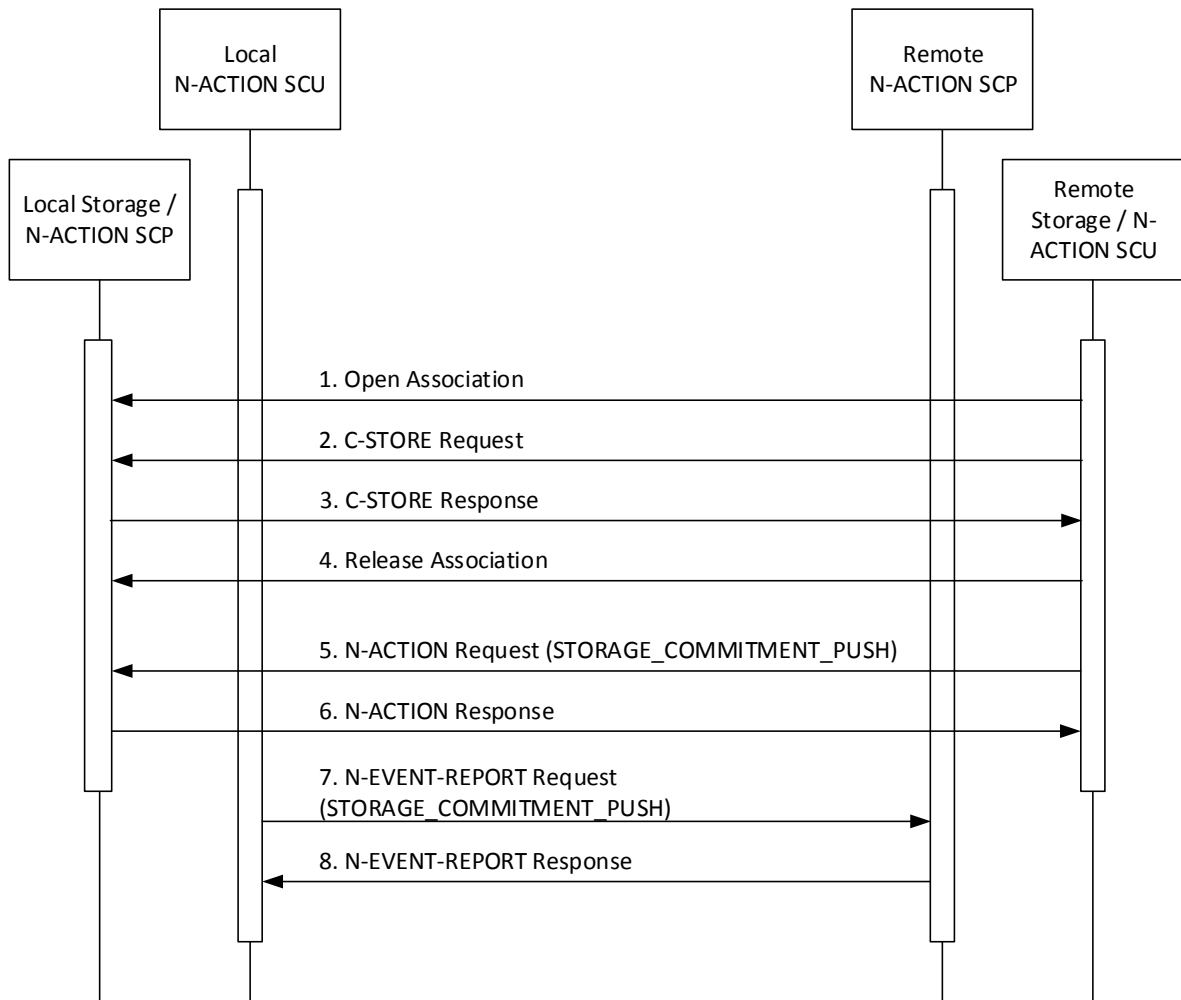 Local
N-ACTION SCU
Remote
N-ACTION SCP
Local Storage /
N-ACTION SCP
Remote
Storage / N-
ACTION SCU
1. Open Association
2. C-STORE Request
3. C-STORE Response
4. Release Association
5. N-ACTION Request (STORAGE_COMMITMENT_PUSH)
6. N-ACTION Response
7. N-EVENT-REPORT Request
(STORAGE_COMMITMENT_PUSH)
8. N-EVENT-REPORT Response